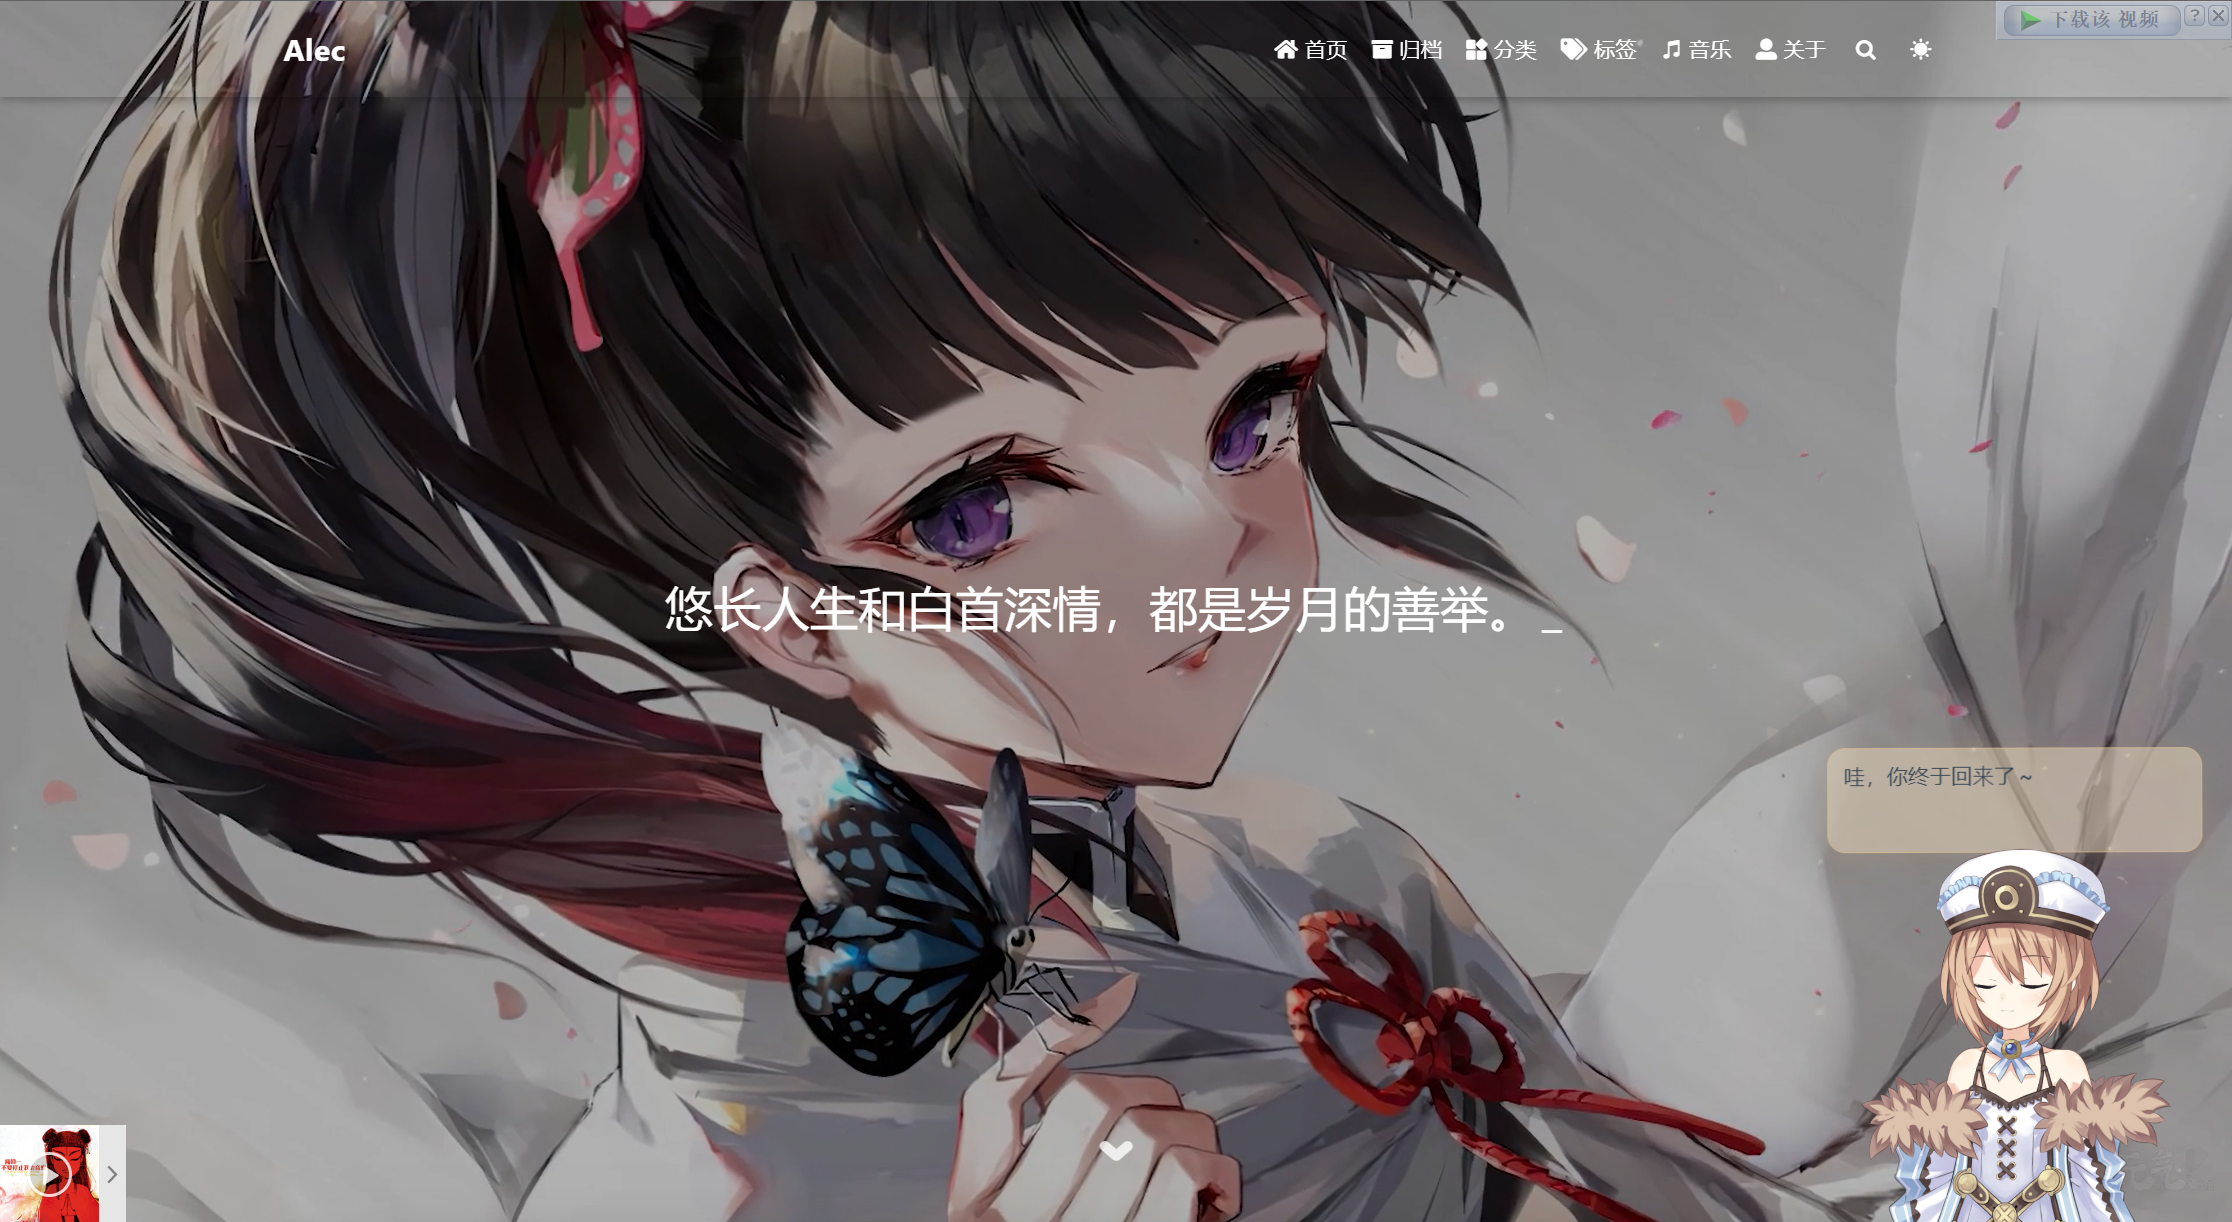 Alec
首页 归档 分类 标签 音乐 关于
下载该 视频 ?
悠长人生和白首深情，都是岁月的善举。_
哇，你终于回来了~